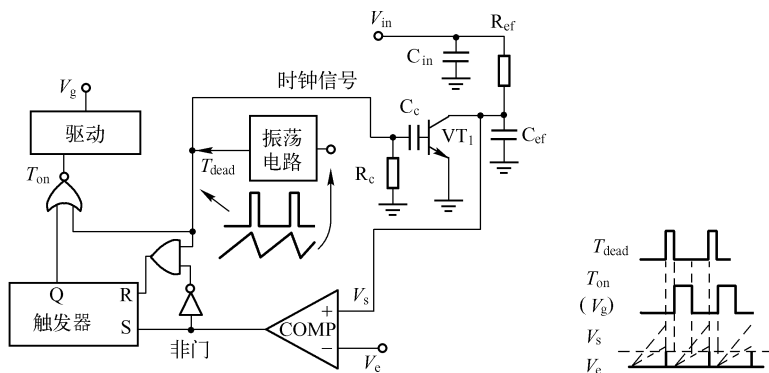 V_in
R_ef
C_in
时钟信号
V_g
驱动
振荡
电路
C_c
VT_1
C_ef
T_on
T_dead
R_c
Q
R
触发器
S
非门
COMP
+
−
V_s
V_e
T_dead
T_on
(V_g)
V_s
V_e